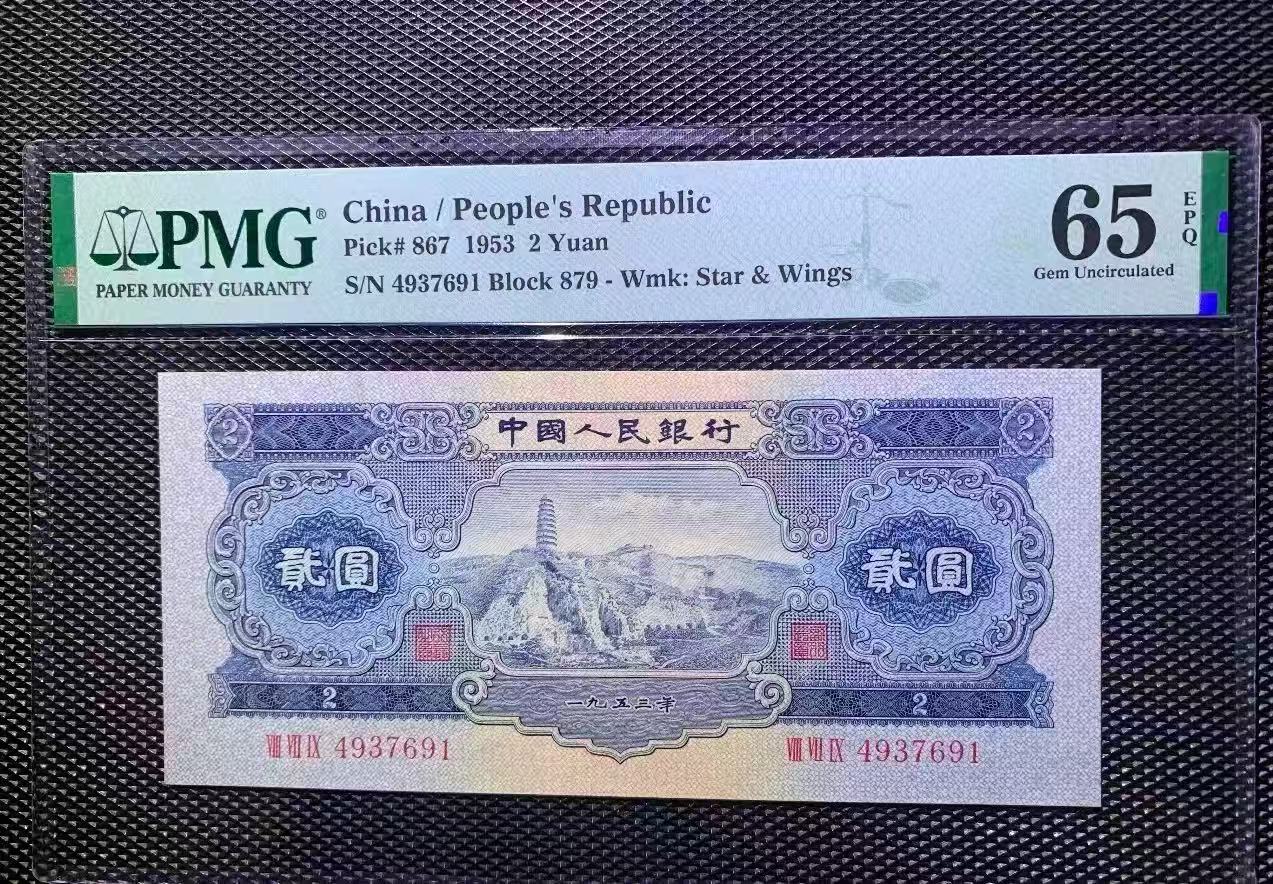 PMG®
PAPER MONEY GUARANTY
China / People's Republic
Pick# 867 1953 2 Yuan
S/N 4937691 Block 879 - Wmk: Star & Wings
65
EPQ
Gem Uncirculated
2
中國人民銀行
2
貳圓
貳圓
2
一九五三年
2
Ⅷ Ⅶ Ⅸ 4937691
Ⅷ Ⅶ Ⅸ 4937691